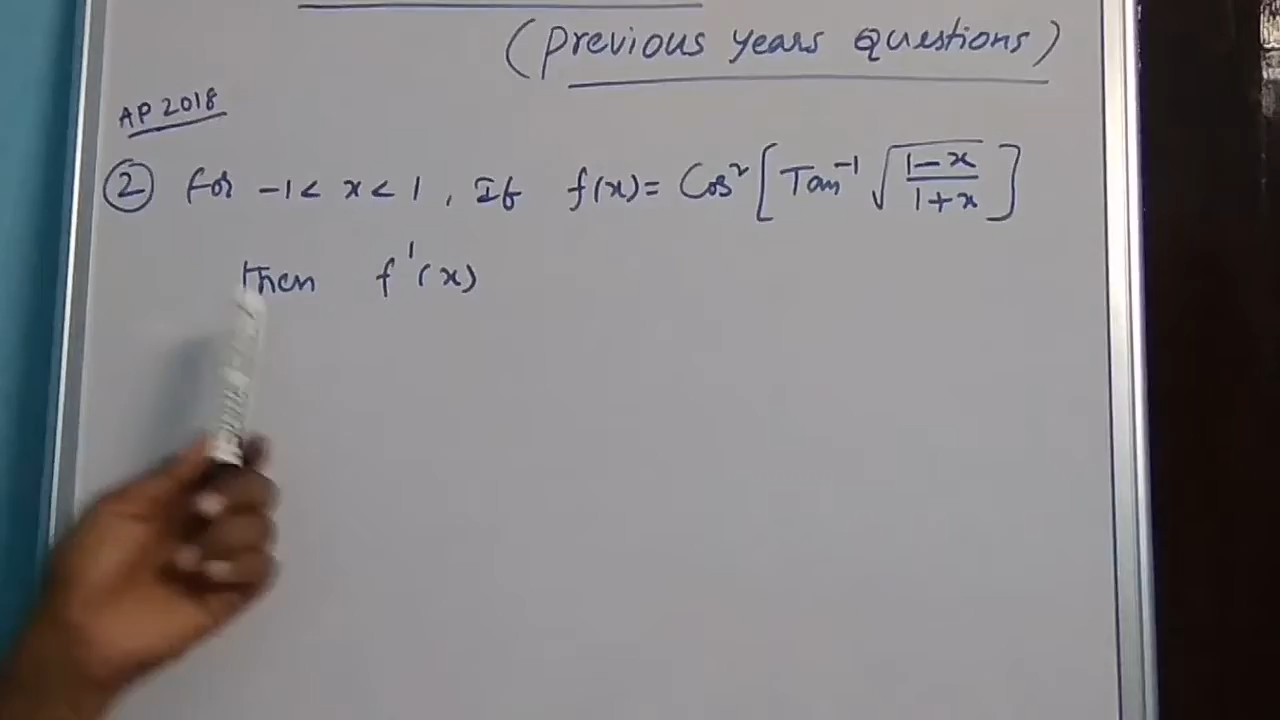 (previous years questions)
AP 2018
② For -1 < x < 1, If f(x) = Cos² [Tan⁻¹ √((1-x)/(1+x))]
then f'(x)